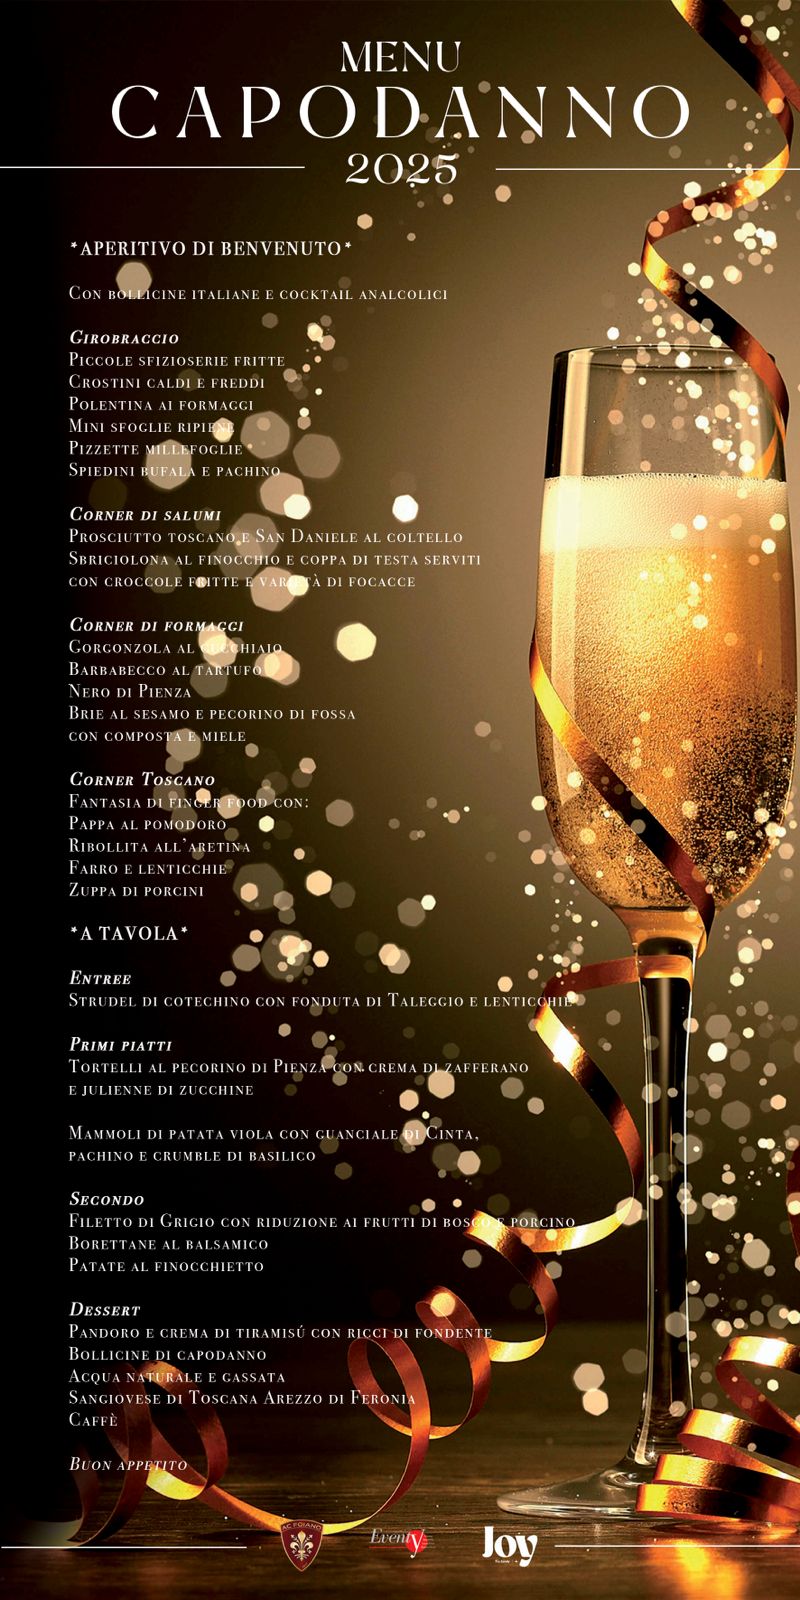 MENU
CAPODANNO
2025
*APERITIVO DI BENVENUTO*
Con bollicine italiane e cocktail analcolici
Girobraccio
Piccole sfizioserie fritte
Crostini caldi e freddi
Polentina ai formaggi
Mini sfoglie ripiene
Pizzette millefoglie
Spiedini bufala e pachino
Corner di salumi
Prosciutto toscano e San Daniele al coltello
Sbriciolona al finocchio e coppa di testa serviti
con croccole fritte e varietà di focacce
Corner di formaggi
Gorgonzola al cucchiaio
Barbabecco al tartufo
Nero di Pienza
Brie al sesamo e pecorino di fossa
con composta e miele
Corner Toscano
Fantasia di finger food con:
Pappa al pomodoro
Ribollita all'aretina
Farro e lenticchie
Zuppa di porcini
*A TAVOLA*
Entree
Strudel di cotechino con fonduta di Taleggio e lenticchie
Primi piatti
Tortelli al pecorino di Pienza con crema di zafferano
e julienne di zucchine
Mammoli di patata viola con guanciale di Cinta,
pachino e crumble di basilico
Secondo
Filetto di Grigio con riduzione ai frutti di bosco e porcino
Borettane al balsamico
Patate al finocchietto
Dessert
Pandoro e crema di tiramisú con ricci di fondente
Bollicine di capodanno
Acqua naturale e gassata
Sangiovese di Toscana Arezzo di Feronia
Caffè
Buon appetito
AC FOIANO
Eventy
Joy